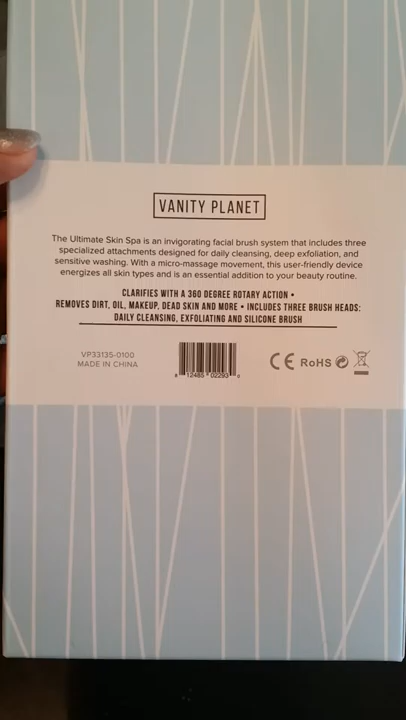 VANITY PLANET
The Ultimate Skin Spa is an invigorating facial brush system that includes three
specialized attachments designed for daily cleansing, deep exfoliation, and
sensitive washing. With a micro-massage movement, this user-friendly device
energizes all skin types and is an essential addition to your beauty routine.
CLARIFIES WITH A 360 DEGREE ROTARY ACTION •
REMOVES DIRT, OIL, MAKEUP, DEAD SKIN AND MORE • INCLUDES THREE BRUSH HEADS:
DAILY CLEANSING, EXFOLIATING AND SILICONE BRUSH
VP33135-0100
MADE IN CHINA
8 12485 02293 0
CE RoHS